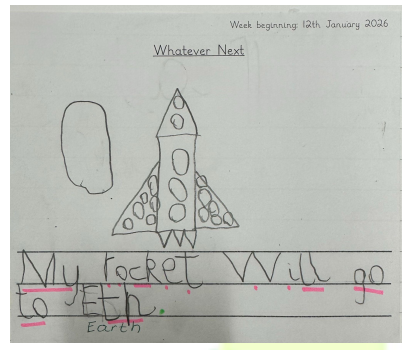 Week beginning: 12th January 2026
Whatever Next
My rocket Will go
to Eth.
Earth